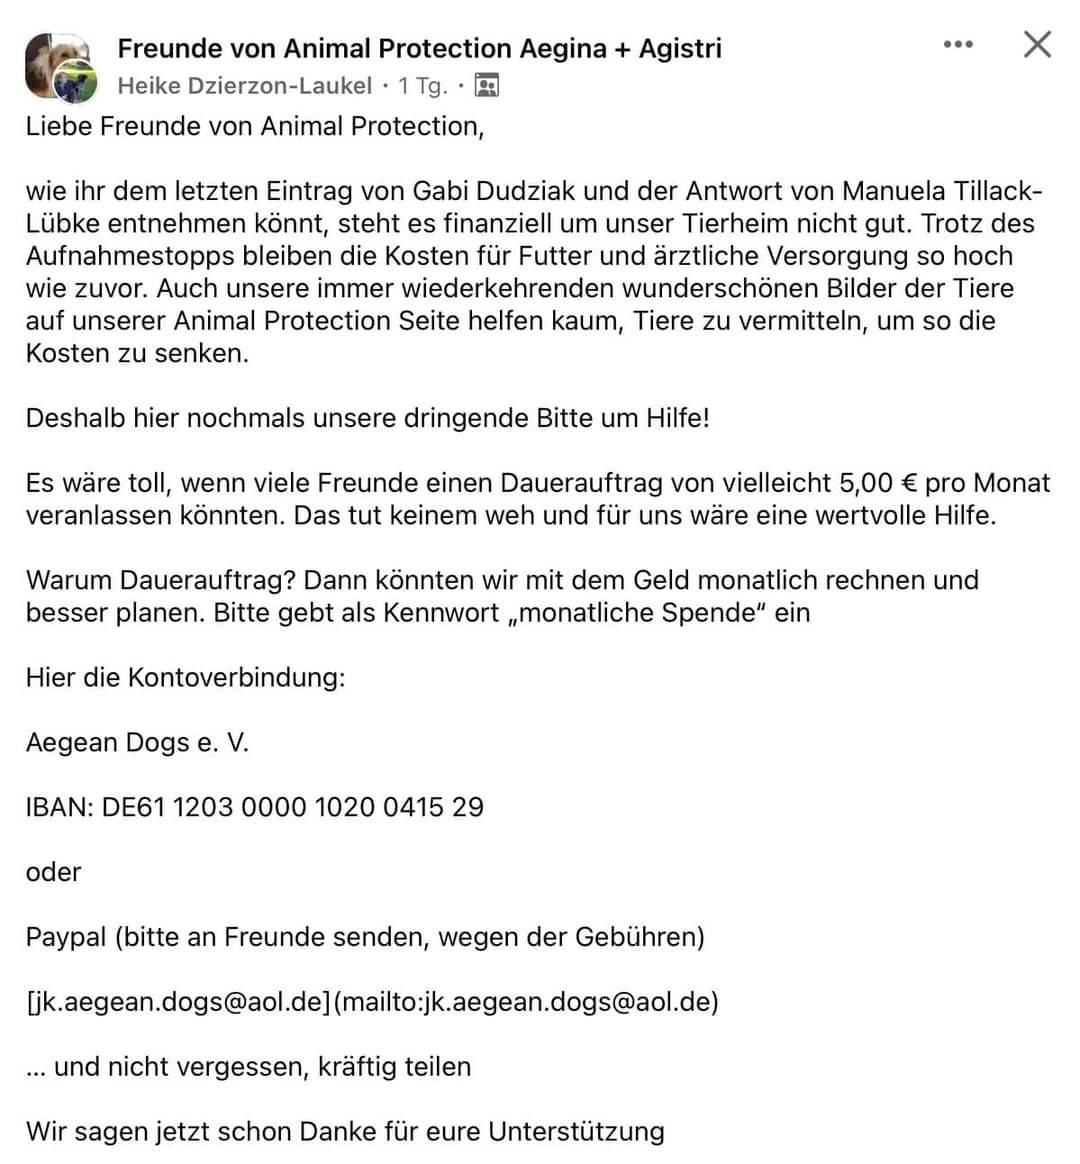 Freunde von Animal Protection Aegina + Agistri
Heike Dzierzon-Laukel · 1 Tg. ·
Liebe Freunde von Animal Protection,
wie ihr dem letzten Eintrag von Gabi Dudziak und der Antwort von Manuela Tillack-
Lübke entnehmen könnt, steht es finanziell um unser Tierheim nicht gut. Trotz des
Aufnahmestopps bleiben die Kosten für Futter und ärztliche Versorgung so hoch
wie zuvor. Auch unsere immer wiederkehrenden wunderschönen Bilder der Tiere
auf unserer Animal Protection Seite helfen kaum, Tiere zu vermitteln, um so die
Kosten zu senken.
Deshalb hier nochmals unsere dringende Bitte um Hilfe!
Es wäre toll, wenn viele Freunde einen Dauerauftrag von vielleicht 5,00 € pro Monat
veranlassen könnten. Das tut keinem weh und für uns wäre eine wertvolle Hilfe.
Warum Dauerauftrag? Dann könnten wir mit dem Geld monatlich rechnen und
besser planen. Bitte gebt als Kennwort „monatliche Spende“ ein
Hier die Kontoverbindung:
Aegean Dogs e. V.
IBAN: DE61 1203 0000 1020 0415 29
oder
Paypal (bitte an Freunde senden, wegen der Gebühren)
[jk.aegean.dogs@aol.de](mailto:jk.aegean.dogs@aol.de)
... und nicht vergessen, kräftig teilen
Wir sagen jetzt schon Danke für eure Unterstützung